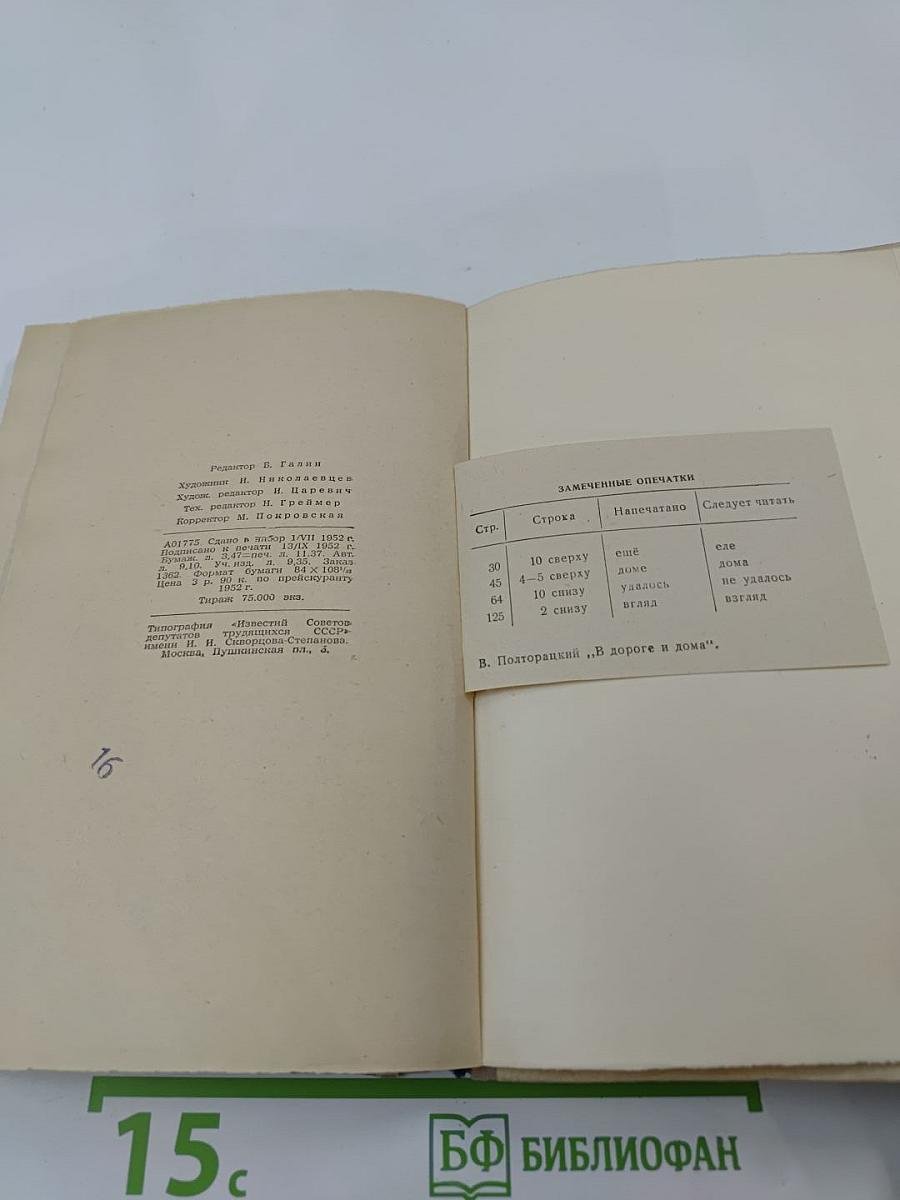 Редактор Б. Галин
Художник И. Николаевцев
Худож. редактор И. Царевич
Тех. редактор Н. Греймер
Корректор М. Покровская
А01775. Сдано в набор 1/VII 1952 г.
Подписано к печати 13/IX 1952 г.
Бумаж. л. 3,47=печ. л. 11.37. Авт.
л. 9,10. Уч.изд. л. 9,35. Заказ
1362. Формат бумаги 84×108¹/₃₂
Цена 3 р. 90 к. по прейскуранту
1952 г.
Тираж 75.000 экз.
Типография «Известий Советов
депутатов трудящихся СССР»
имени И. И. Скворцова-Степанова.
Москва, Пушкинская пл., 5.
16
ЗАМЕЧЕННЫЕ ОПЕЧАТКИ
Стр. Строка Напечатано Следует читать
30 10 сверху ещё еле
45 4—5 сверху доме дома
64 10 снизу удалось не удалось
125 2 снизу вгляд взгляд
В. Полторацкий „В дороге и дома“.
15 с
БФ БИБЛИОФАН